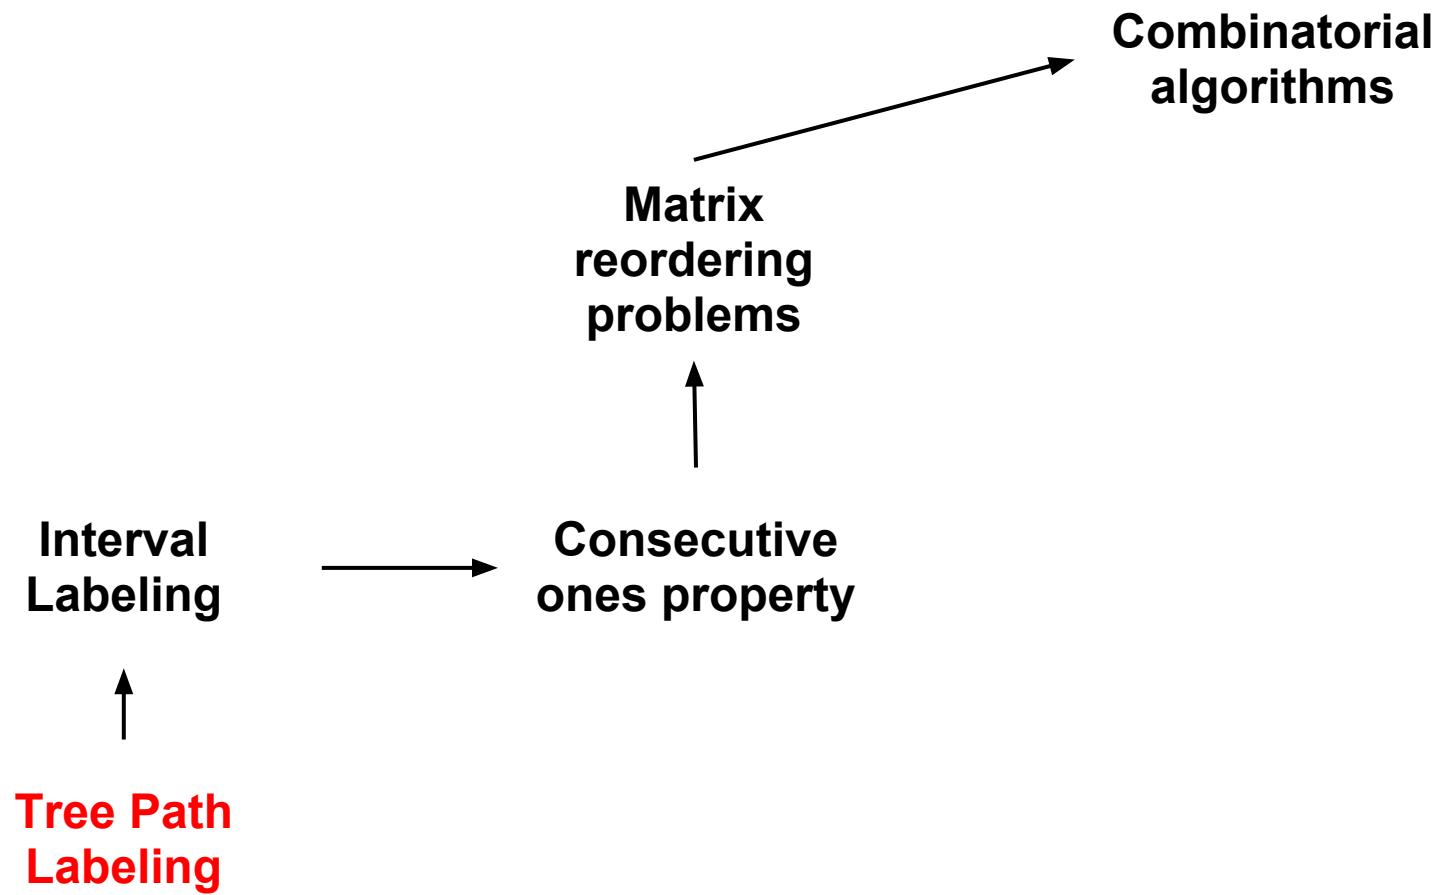 Combinatorial
algorithms
Matrix
reordering
problems
Interval
Labeling
Consecutive
ones property
Tree Path
Labeling